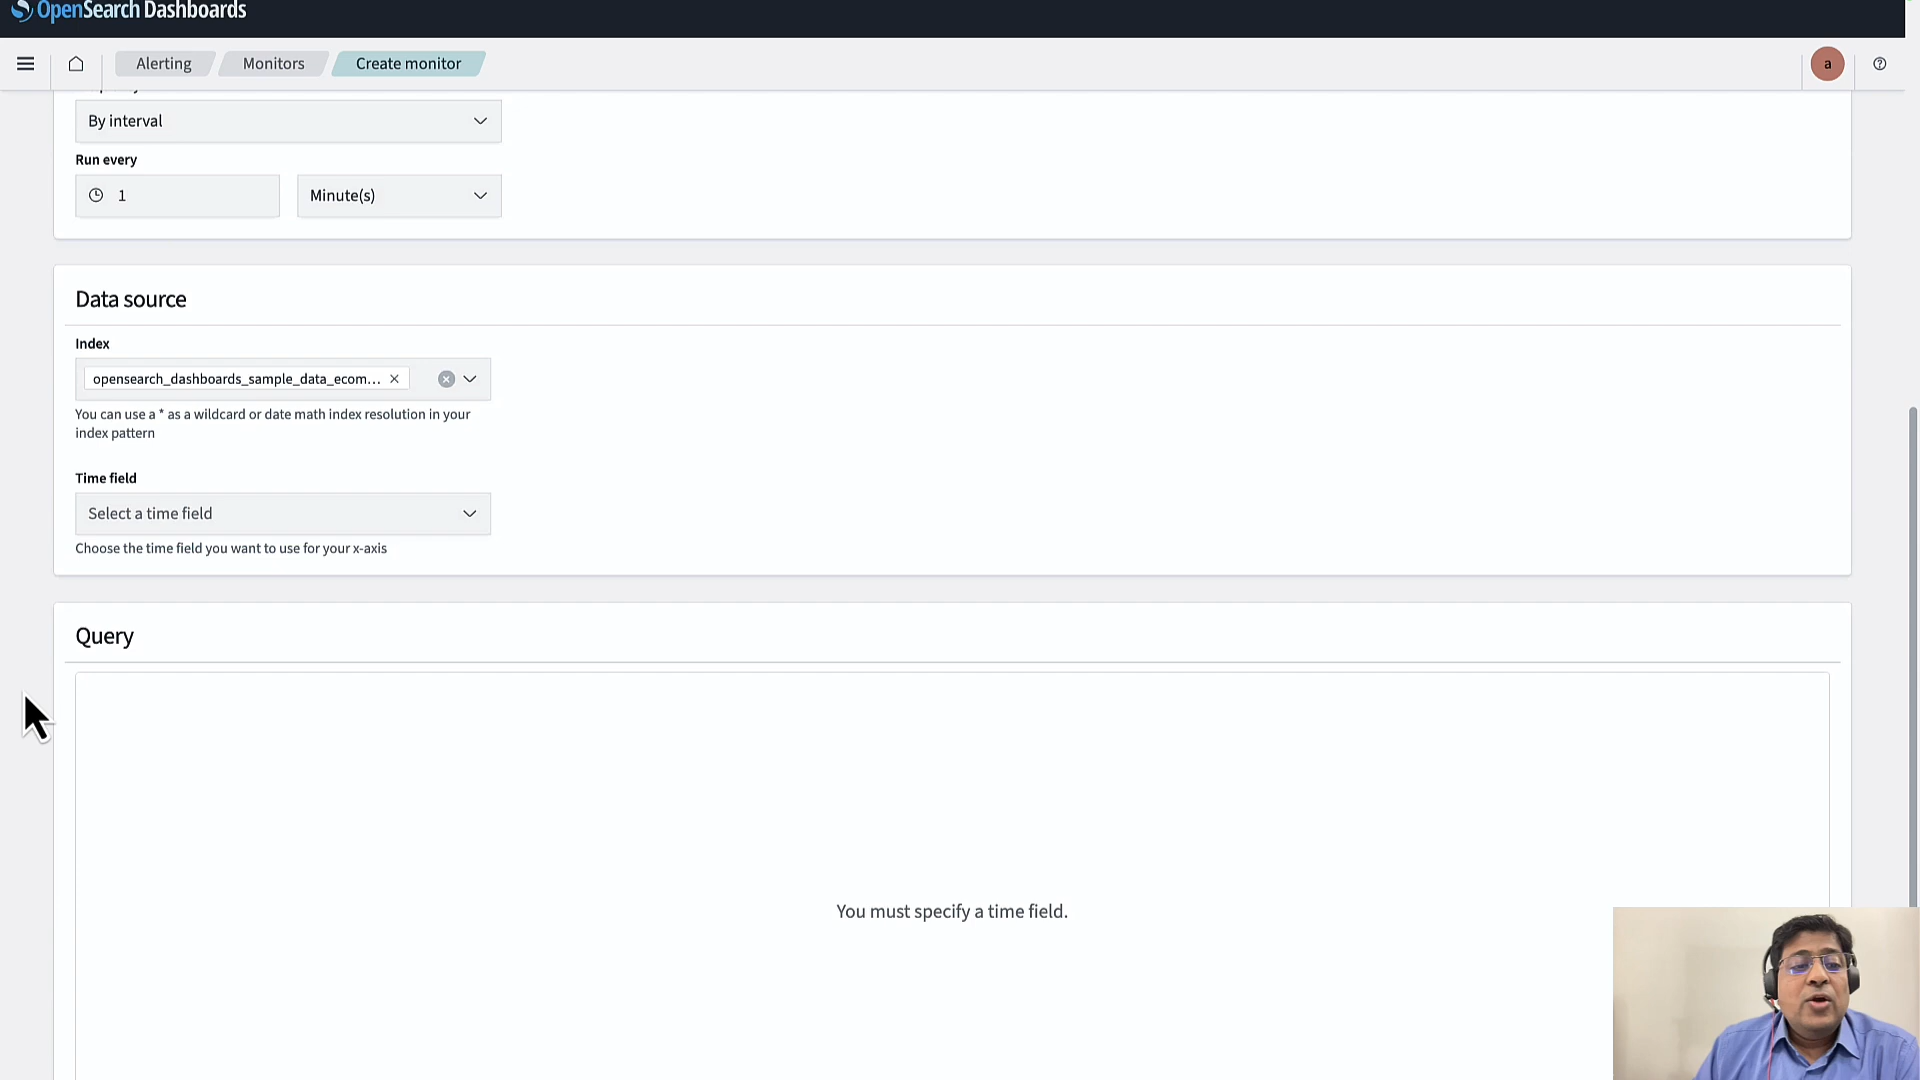 OpenSearch Dashboards
Alerting
Monitors
Create monitor
a
By interval
Run every
1
Minute(s)
Data source
Index
opensearch_dashboards_sample_data_ecom...
You can use a * as a wildcard or date math index resolution in your
index pattern
Time field
Select a time field
Choose the time field you want to use for your x-axis
Query
You must specify a time field.